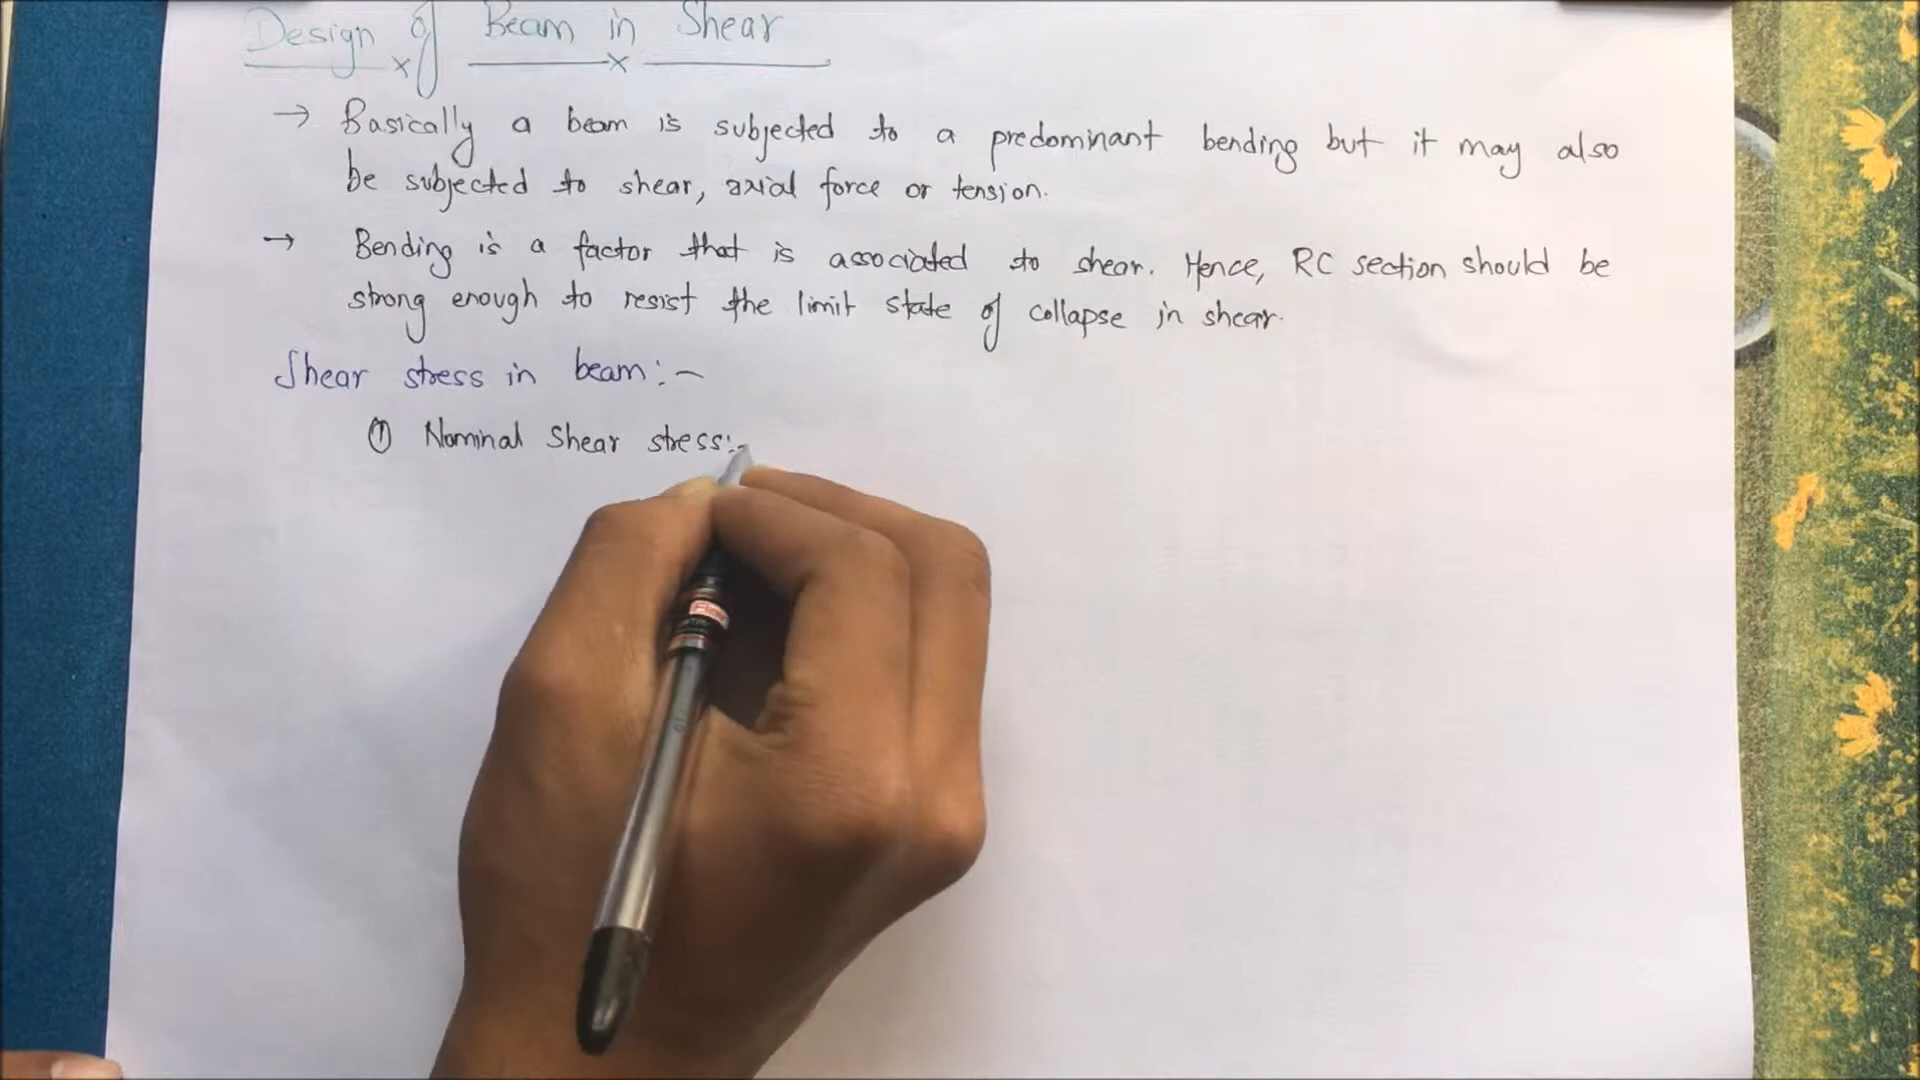 Design of Beam in Shear
→ Basically a beam is subjected to a predominant bending but it may also
be subjected to shear, axial force or tension.
→ Bending is a factor that is associated to shear. Hence, RC section should be
strong enough to resist the limit state of collapse in shear.
Shear stress in beam:-
① Nominal Shear stress:-